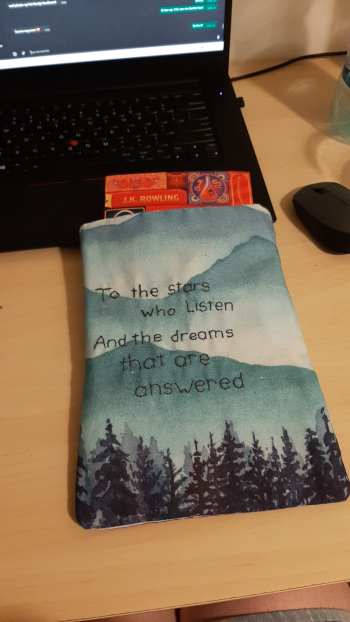 J.K. ROWLING
To the stars
who Listen
And the dreams
that are
answered